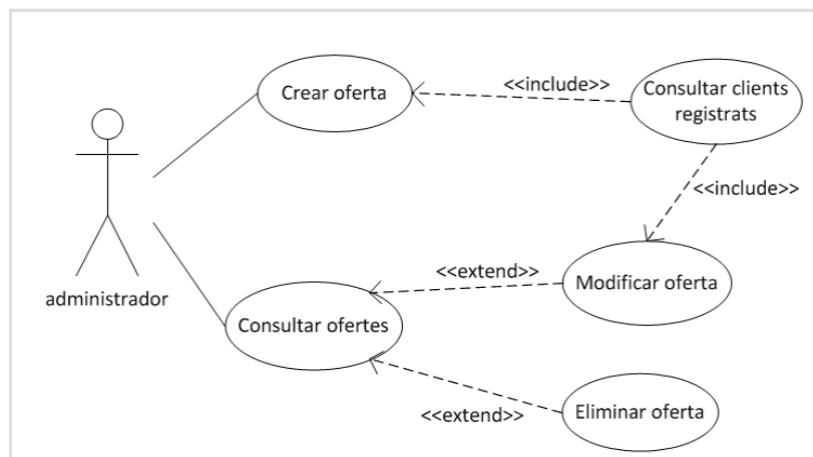 Crear oferta
<<include>>
Consultar clients
registrats
<<include>>
administrador
<<extend>>
Modificar oferta
Consultar ofertes
<<extend>>
Eliminar oferta